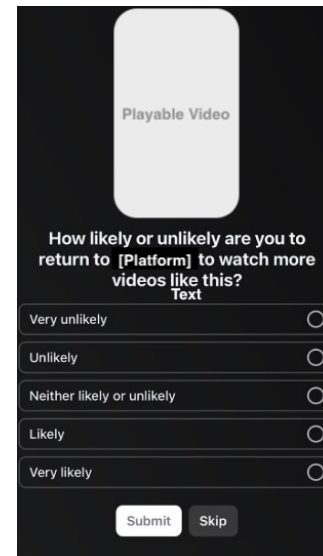 Playable Video
How likely or unlikely are you to
return to [Platform] to watch more
videos like this?
Text
Very unlikely
Unlikely
Neither likely or unlikely
Likely
Very likely
Submit Skip